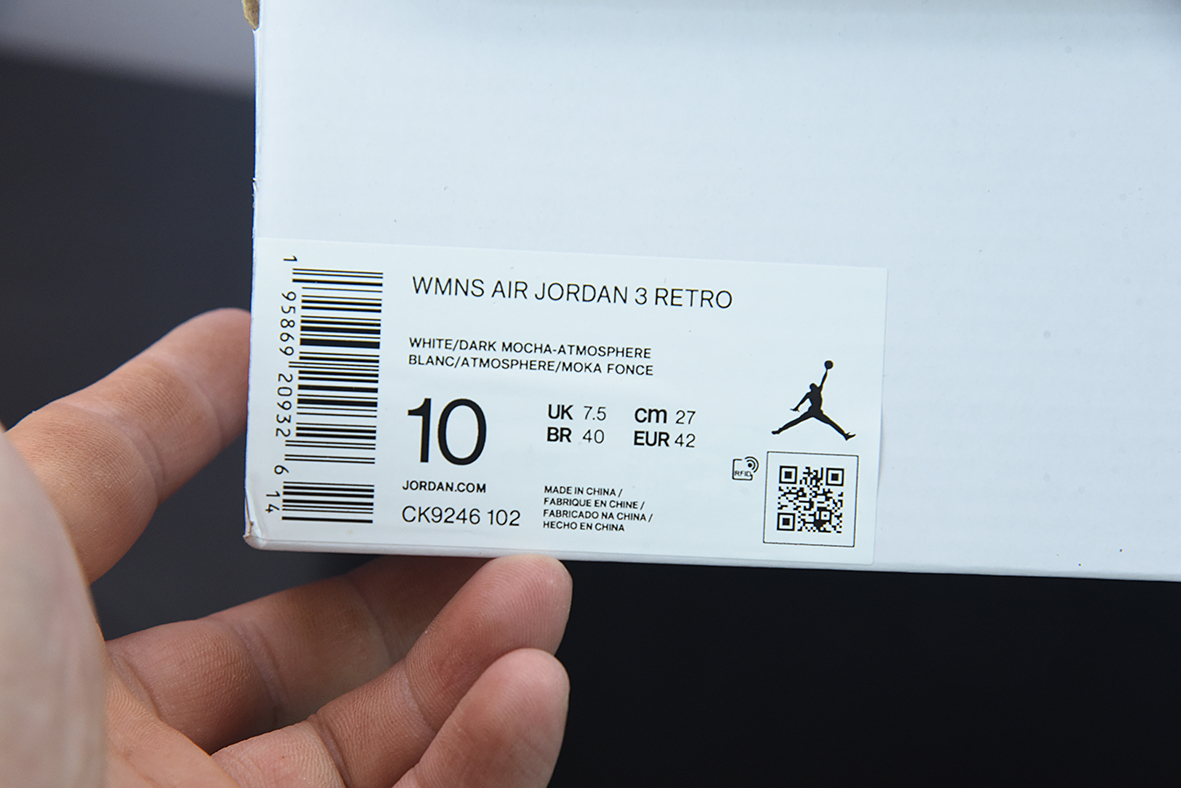 WMNS AIR JORDAN 3 RETRO
WHITE/DARK MOCHA-ATMOSPHERE
BLANC/ATMOSPHERE/MOKA FONCE
10
UK 7.5 cm 27
BR 40 EUR 42
JORDAN.COM
CK9246 102
MADE IN CHINA /
FABRIQUE EN CHINE /
FABRICADO NA CHINA /
HECHO EN CHINA
RFID
1 95869 20932 6 14